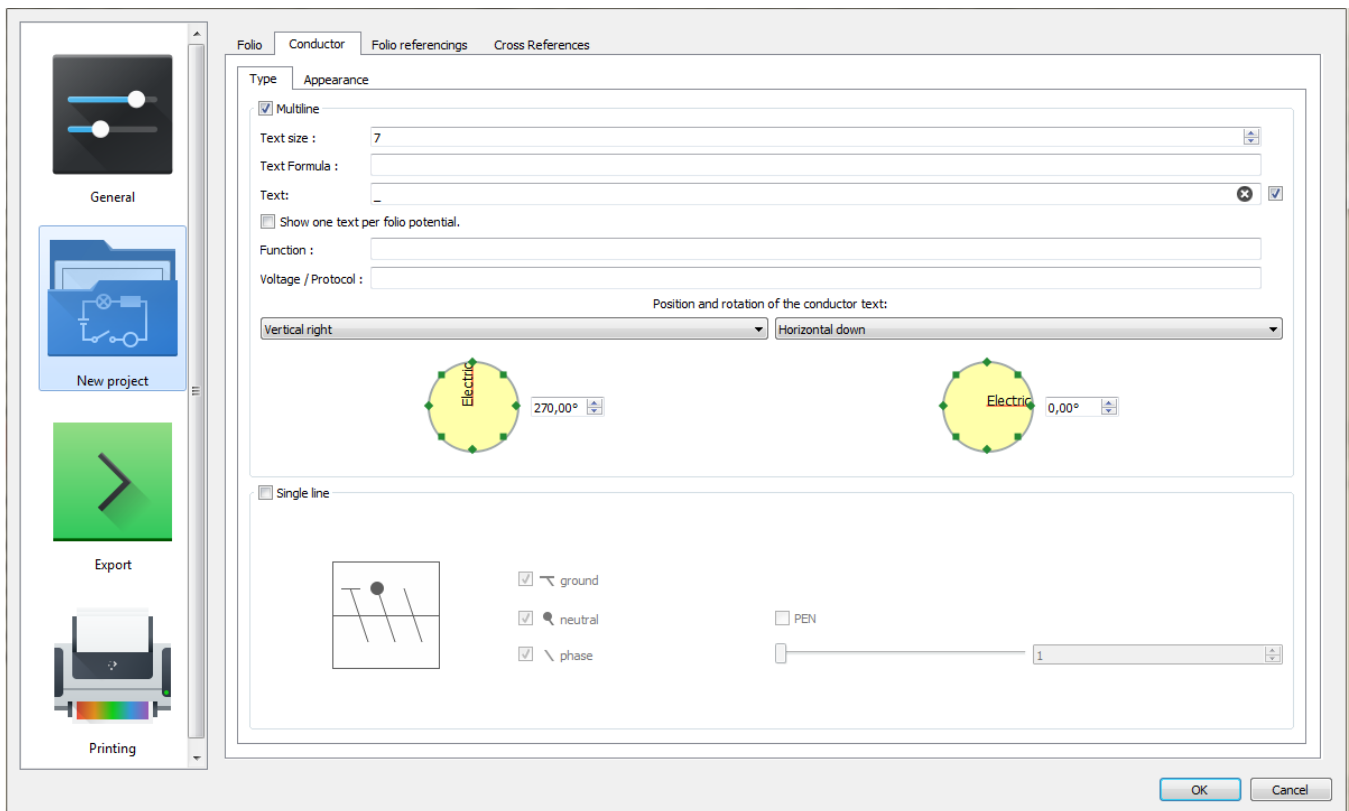 General
New project
Export
Printing
Folio Conductor Folio referencings Cross References
Type Appearance
Multiline
Text size : 7
Text Formula :
Text: _
Show one text per folio potential.
Function :
Voltage / Protocol :
Position and rotation of the conductor text:
Vertical right Horizontal down
Electric 270,00° Electric 0,00°
Single line
ground
neutral PEN
phase 1
OK Cancel